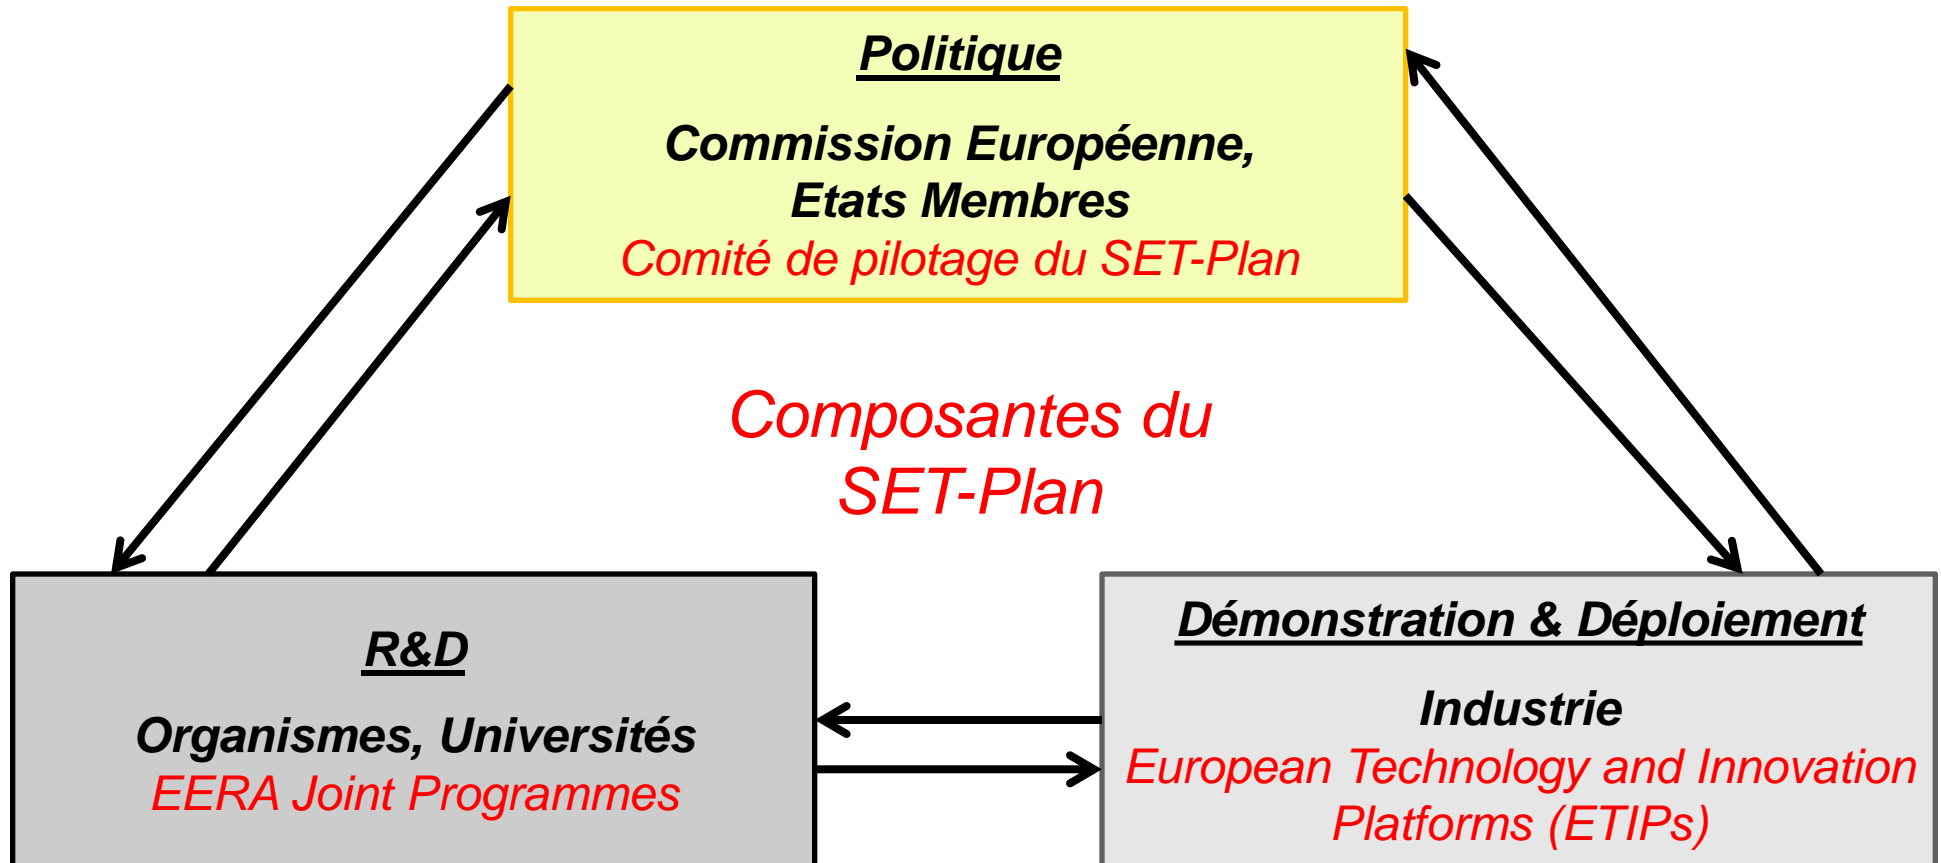 Politique
Commission Européenne,
Etats Membres
Comité de pilotage du SET-Plan
Composantes du
SET-Plan
R&D
Organismes, Universités
EERA Joint Programmes
Démonstration & Déploiement
Industrie
European Technology and Innovation
Platforms (ETIPs)